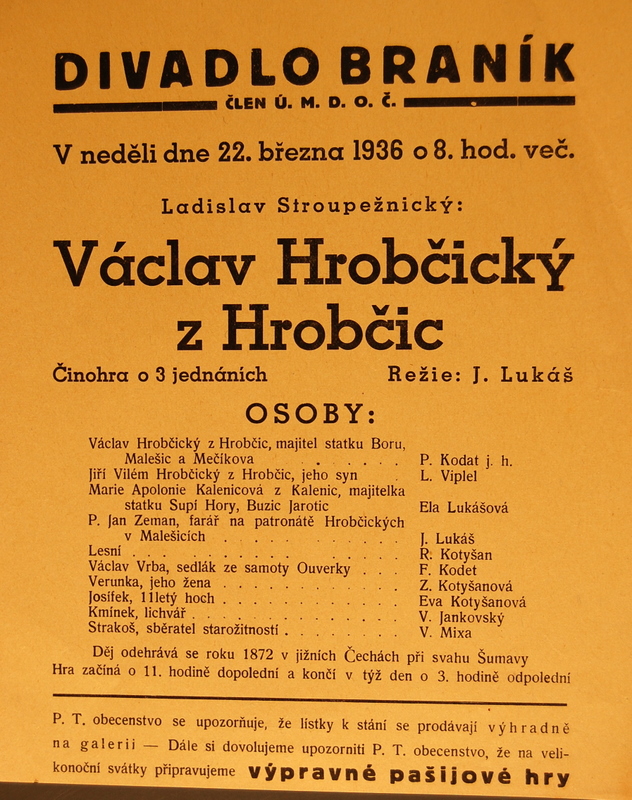 DIVADLO BRANÍK
ČLEN Ú. M. D. O. Č.
V neděli dne 22. března 1936 o 8. hod. več.
Ladislav Stroupežnický:
Václav Hrobčický
z Hrobčic
Činohra o 3 jednáních Režie: J. Lukáš
OSOBY:
Václav Hrobčický z Hrobčic, majitel statku Boru,
Malešic a Mečíkova . . . . . P. Kodat j. h.
Jiří Vilém Hrobčický z Hrobčic, jeho syn . L. Viplel
Marie Apolonie Kalenicová z Kalenic, majitelka
statku Supí Hory, Buzic Jarotic Ela Lukášová
P. Jan Zeman, farář na patronátě Hrobčických
v Malešicích . . . . . . . . . J. Lukáš
Lesní . . . . . . . . . . . . . . R. Kotyšan
Václav Vrba, sedlák ze samoty Ouverky . . . F. Kodet
Verunka, jeho žena . . . . . . . . . Z. Kotyšanová
Josífek, 11letý hoch . . . . . . . . . Eva Kotyšanová
Kmínek, lichvář . . . . . . . . . . . V. Jankovský
Strakoš, sběratel starožitností . . . . . . V. Mixa
Děj odehrává se roku 1872 v jižních Čechách při svahu Šumavy
Hra začíná o 11. hodině dopolední a končí v týž den o 3. hodině odpolední
P. T. obecenstvo se upozorňuje, že lístky k stání se prodávají výhradně
na galerii — Dále si dovolujeme upozorniti P. T. obecenstvo, že na veli-
konoční svátky připravujeme výpravné pašijové hry